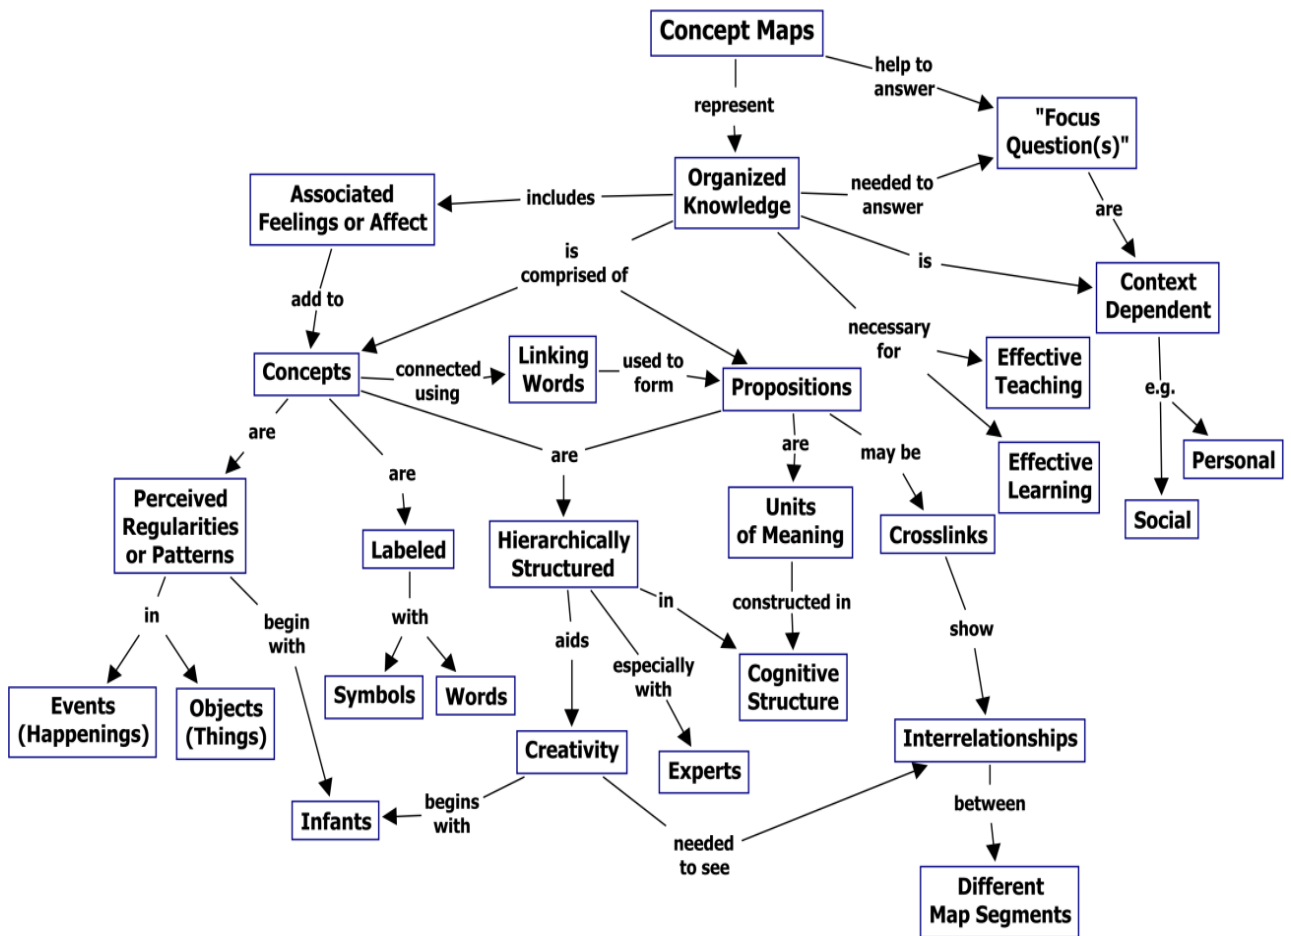 Concept Maps
help to
answer
represent
"Focus
Question(s)"
Organized
Knowledge
needed to
answer
Associated
Feelings or Affect
includes
are
is
comprised of
is
Context
Dependent
add to
necessary
for
Linking
Words
Effective
Teaching
Concepts
connected
using
used to
form
Propositions
e.g.
are
are
are
are
may be
Personal
Effective
Learning
Perceived
Regularities
or Patterns
Units
of Meaning
Social
Labeled
Hierarchically
Structured
Crosslinks
in
begin
with
with
aids
in
constructed in
show
especially
with
Symbols
Words
Cognitive
Structure
Events
(Happenings)
Objects
(Things)
Creativity
Interrelationships
Experts
Infants
begins
with
between
needed
to see
Different
Map Segments